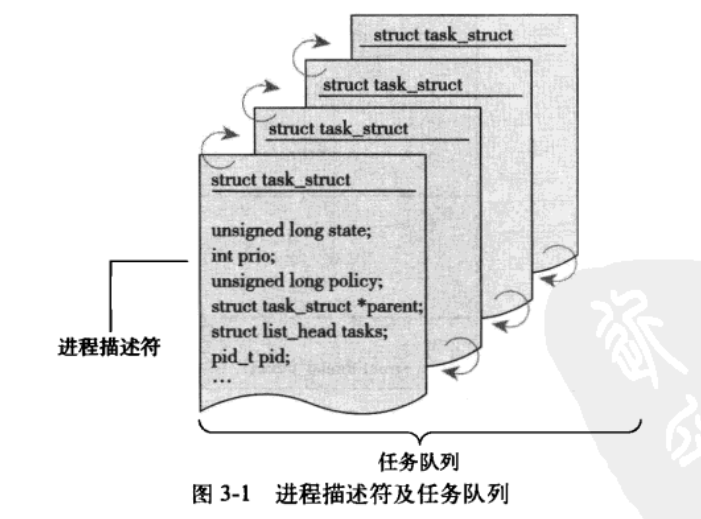 struct task_struct
struct task_struct
struct task_struct
struct task_struct
unsigned long state;
int prio;
unsigned long policy;
struct task_struct *parent;
struct list_head tasks;
pid_t pid;
…
进程描述符
任务队列
图 3-1 进程描述符及任务队列